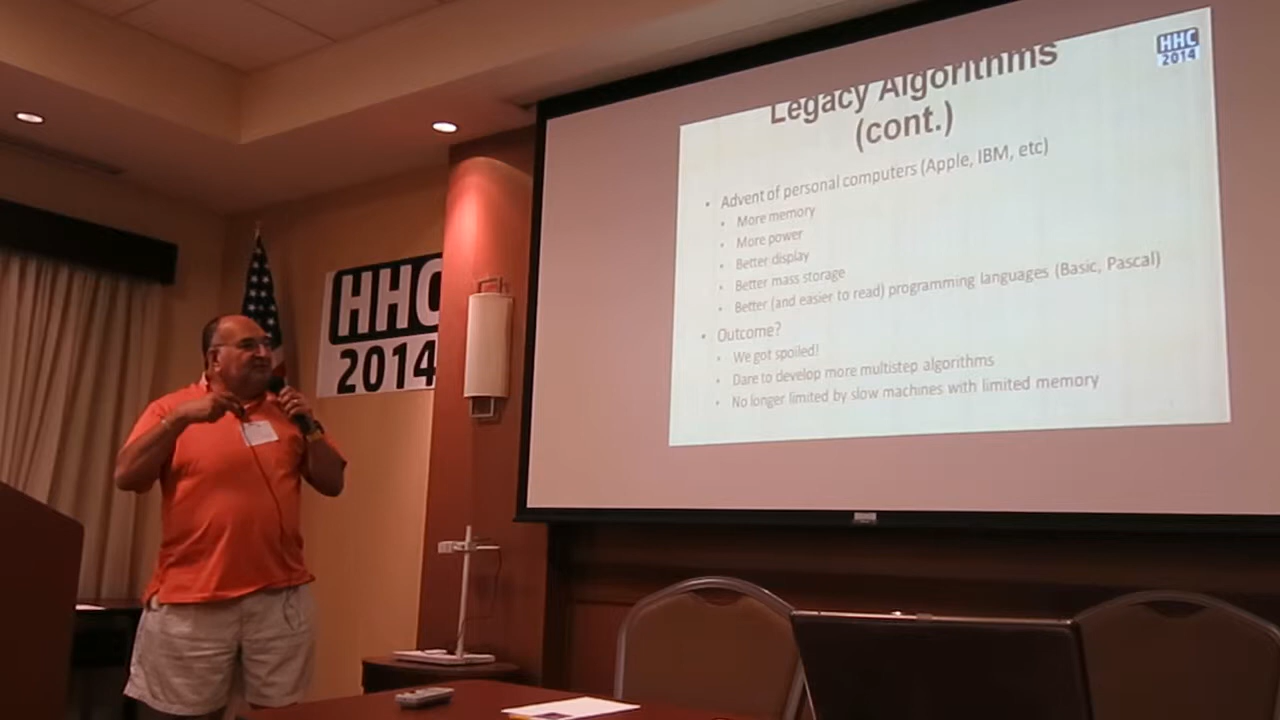 HHC
2014
Legacy Algorithms
(cont.)
• Advent of personal computers (Apple, IBM, etc)
• More memory
• More power
• Better display
• Better mass storage
• Better (and easier to read) programming languages (Basic, Pascal)
• Outcome?
• We got spoiled!
• Dare to develop more multistep algorithms
• No longer limited by slow machines with limited memory
HHC
2014